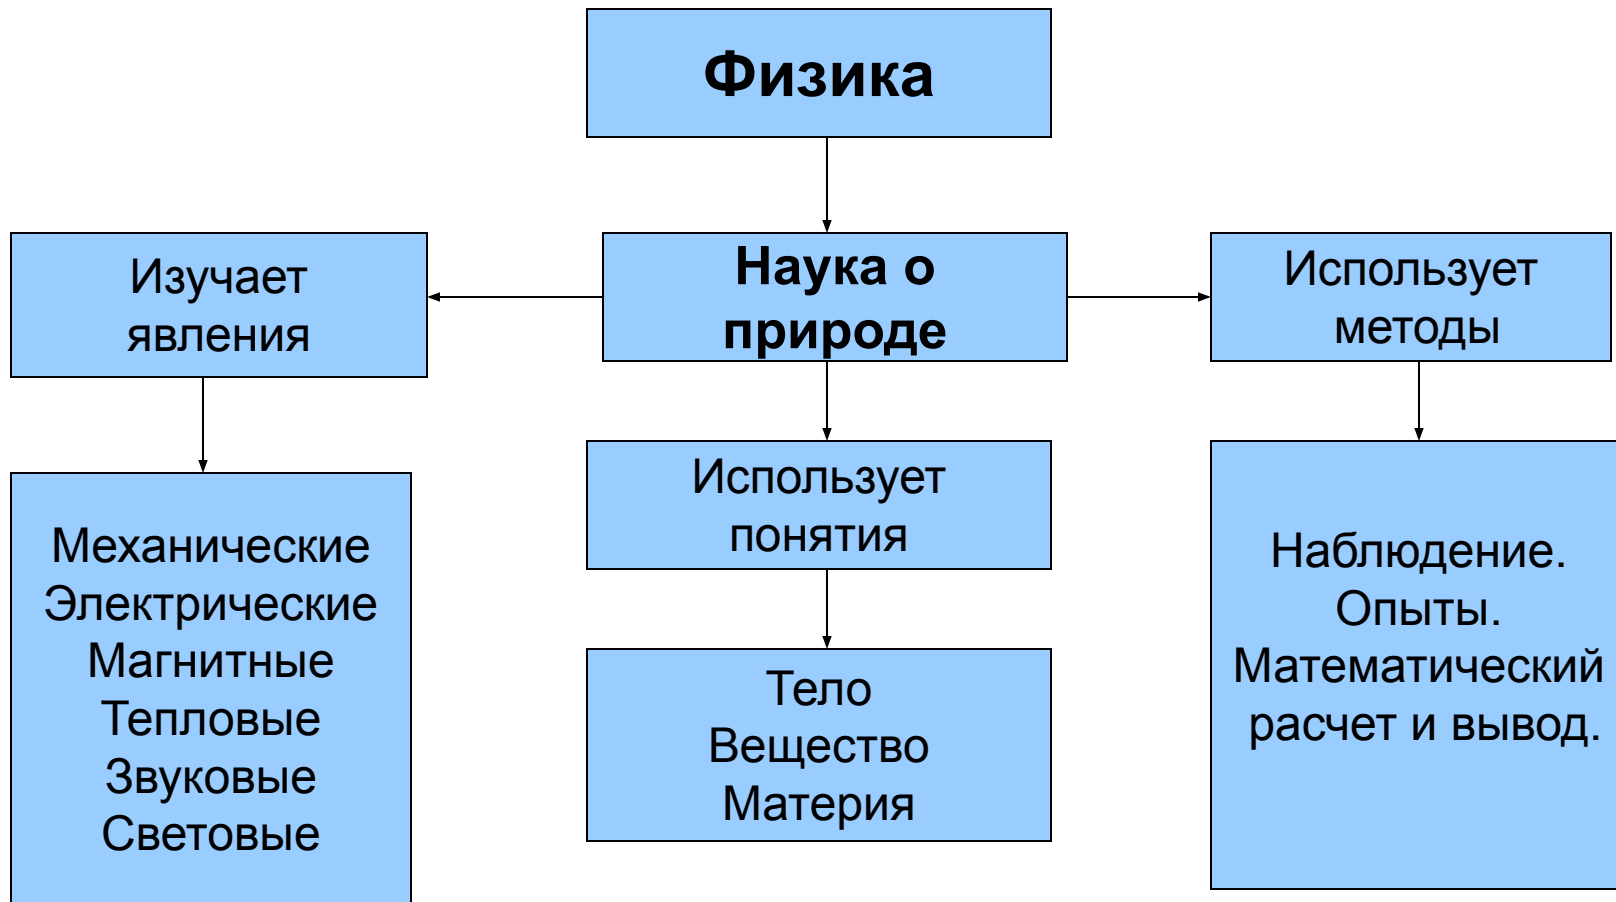 Физика
Изучает
явления
Наука о
природе
Использует
методы
Использует
понятия
Механические
Электрические
Магнитные
Тепловые
Звуковые
Световые
Тело
Вещество
Материя
Наблюдение.
Опыты.
Математический
расчет и вывод.